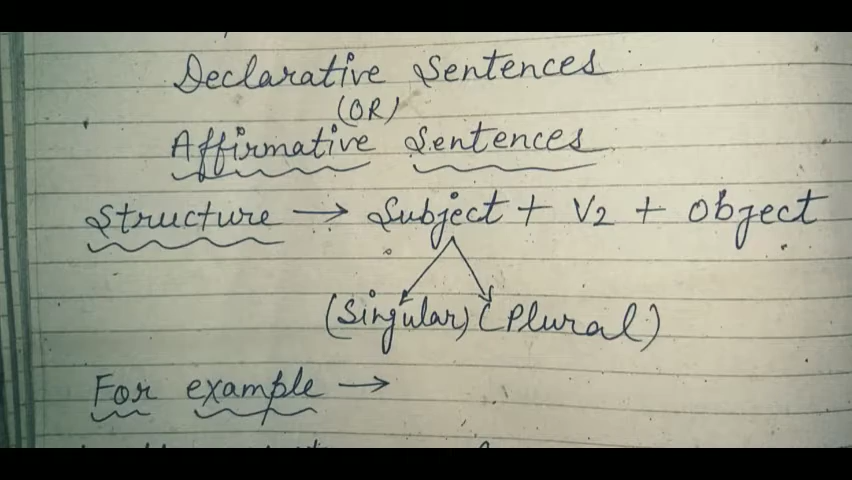 Declarative Sentences
(OR)
Affirmative Sentences
Structure → Subject + V2 + Object
(Singular) (Plural)
For example →